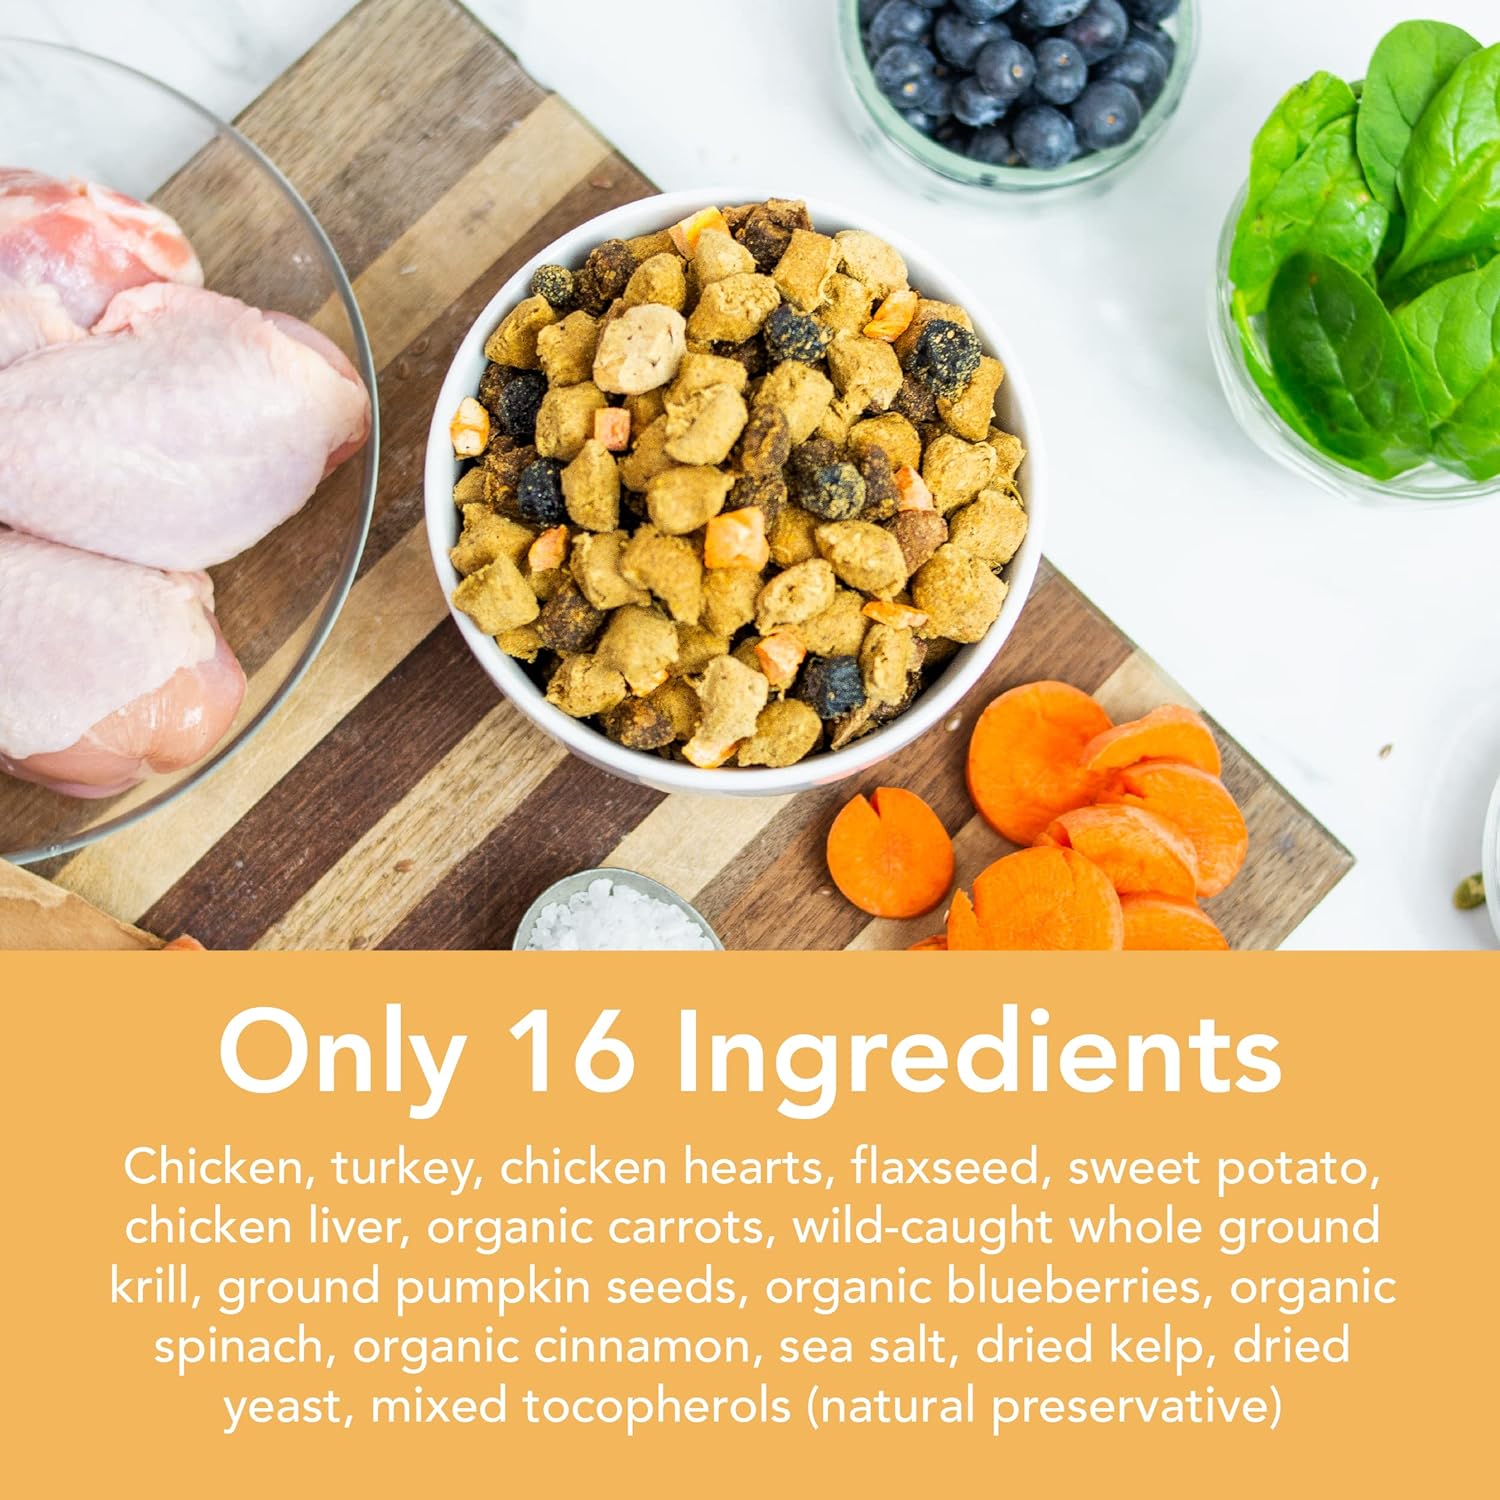 Only 16 Ingredients
Chicken, turkey, chicken hearts, flaxseed, sweet potato,
chicken liver, organic carrots, wild-caught whole ground
krill, ground pumpkin seeds, organic blueberries, organic
spinach, organic cinnamon, sea salt, dried kelp, dried
yeast, mixed tocopherols (natural preservative)